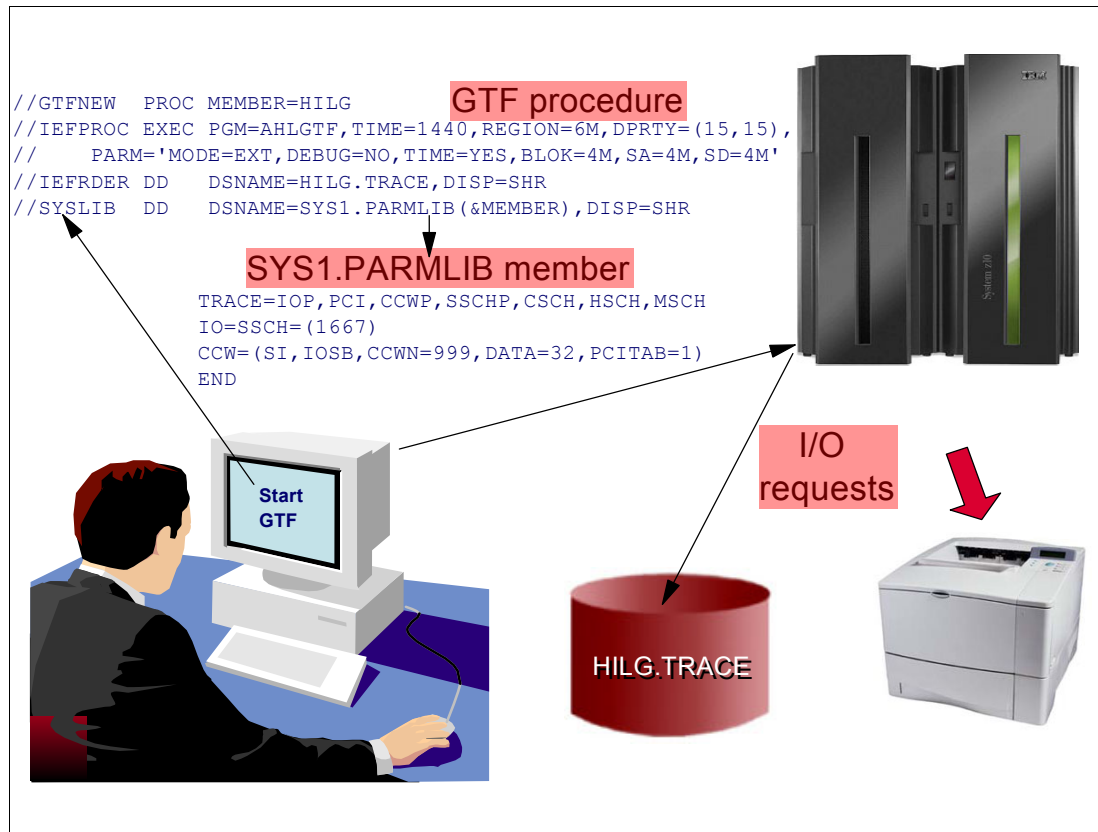 GTF procedure
//GTFNEW  PROC MEMBER=HILG
//IEFPROC EXEC PGM=AHLGTF,TIME=1440,REGION=6M,DPRTY=(15,15),
//    PARM='MODE=EXT,DEBUG=NO,TIME=YES,BLOK=4M,SA=4M,SD=4M'
//IEFRDER DD   DSNAME=HILG.TRACE,DISP=SHR
//SYSLIB  DD   DSNAME=SYS1.PARMLIB(&MEMBER),DISP=SHR
SYS1.PARMLIB member
TRACE=IOP,PCI,CCWP,SSCHP,CSCH,HSCH,MSCH
IO=SSCH=(1667)
CCW=(SI,IOSB,CCWN=999,DATA=32,PCITAB=1)
END
IBM
System z10
Start
GTF
I/O
requests
HILG.TRACE